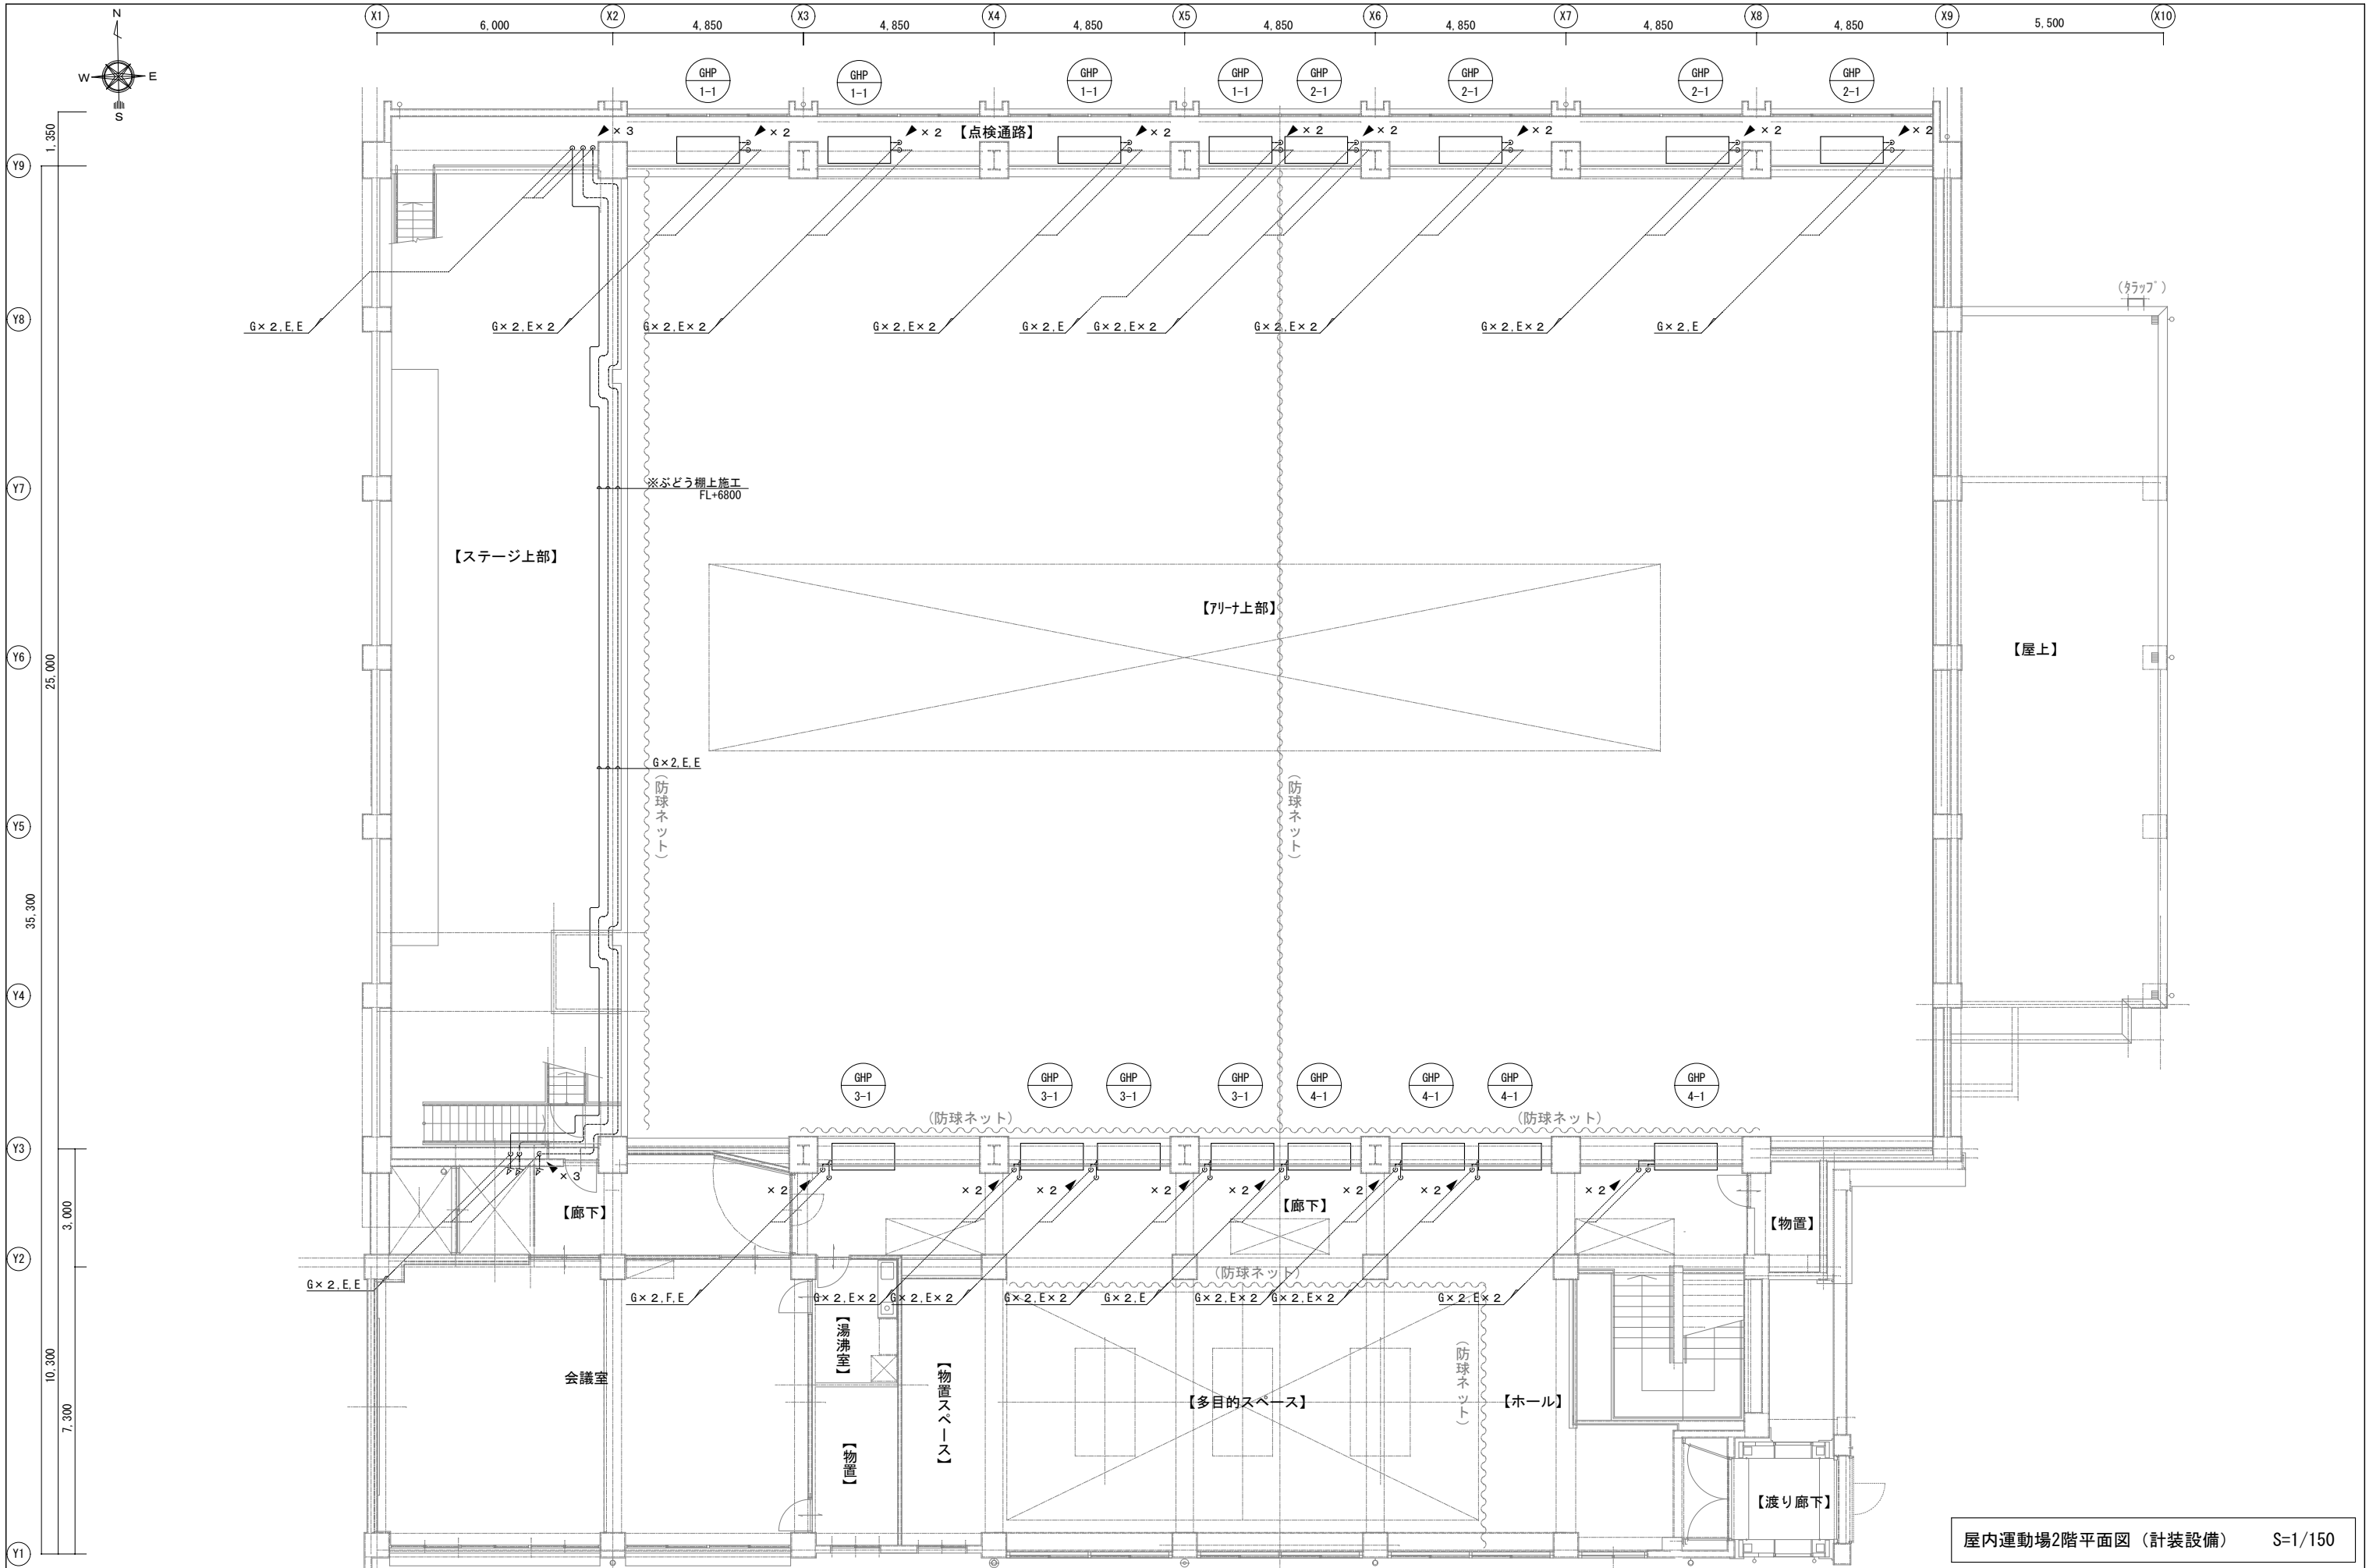 X1 X2 X3 X4 X5 X6 X7 X8 X9 X10
6,000 4,850 4,850 4,850 4,850 4,850 4,850 4,850 5,500
N
W E
S
GHP 1-1
GHP 1-1
GHP 1-1
GHP 1-1
GHP 2-1
GHP 2-1
GHP 2-1
GHP 2-1
×3 ×2 ×2 【点検通路】 ×2 ×2 ×2 ×2 ×2 ×2
1,350
Y9
(タラップ)
Y8
G×2,E,E
G×2,E×2
G×2,E×2
G×2,E×2
G×2,E
G×2,E×2
G×2,E×2
G×2,E×2
G×2,E
Y7
※ぶどう棚上施工
FL+6800
【ステージ上部】
【アリーナ上部】
Y6
25,000
【屋上】
G×2,E,E
(防球ネット)
(防球ネット)
Y5
35,300
Y4
GHP 3-1
GHP 3-1
GHP 3-1
GHP 3-1
GHP 4-1
GHP 4-1
GHP 4-1
GHP 4-1
(防球ネット)
(防球ネット)
Y3
×3
×2 ×2 ×2 ×2 ×2 ×2 ×2 ×2
3,000
【廊下】
【廊下】
【物置】
Y2
(防球ネット)
G×2,E,E
G×2,F,E
G×2,E×2
G×2,E×2
G×2,E×2
G×2,E
G×2,E×2
G×2,E×2
G×2,E×2
【湯沸室】
(防球ネット)
10,300
会議室
【物置スペース】
【多目的スペース】
【ホール】
7,300
【物置】
【渡り廊下】
Y1
屋内運動場2階平面図（計装設備） S=1/150